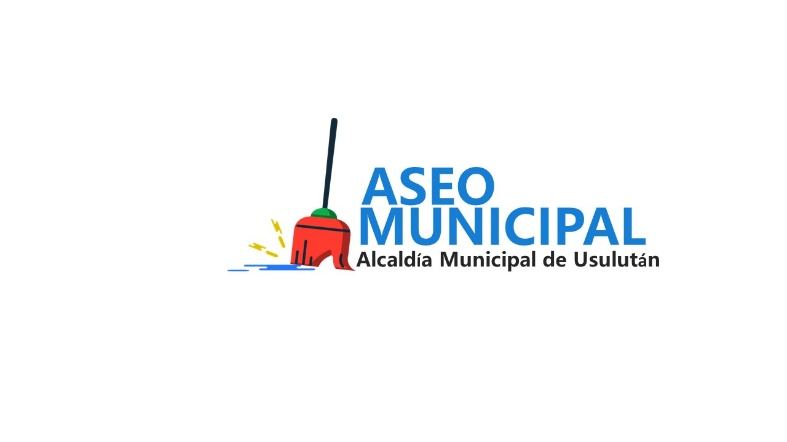 ASEO
MUNICIPAL
Alcaldía Municipal de Usulután